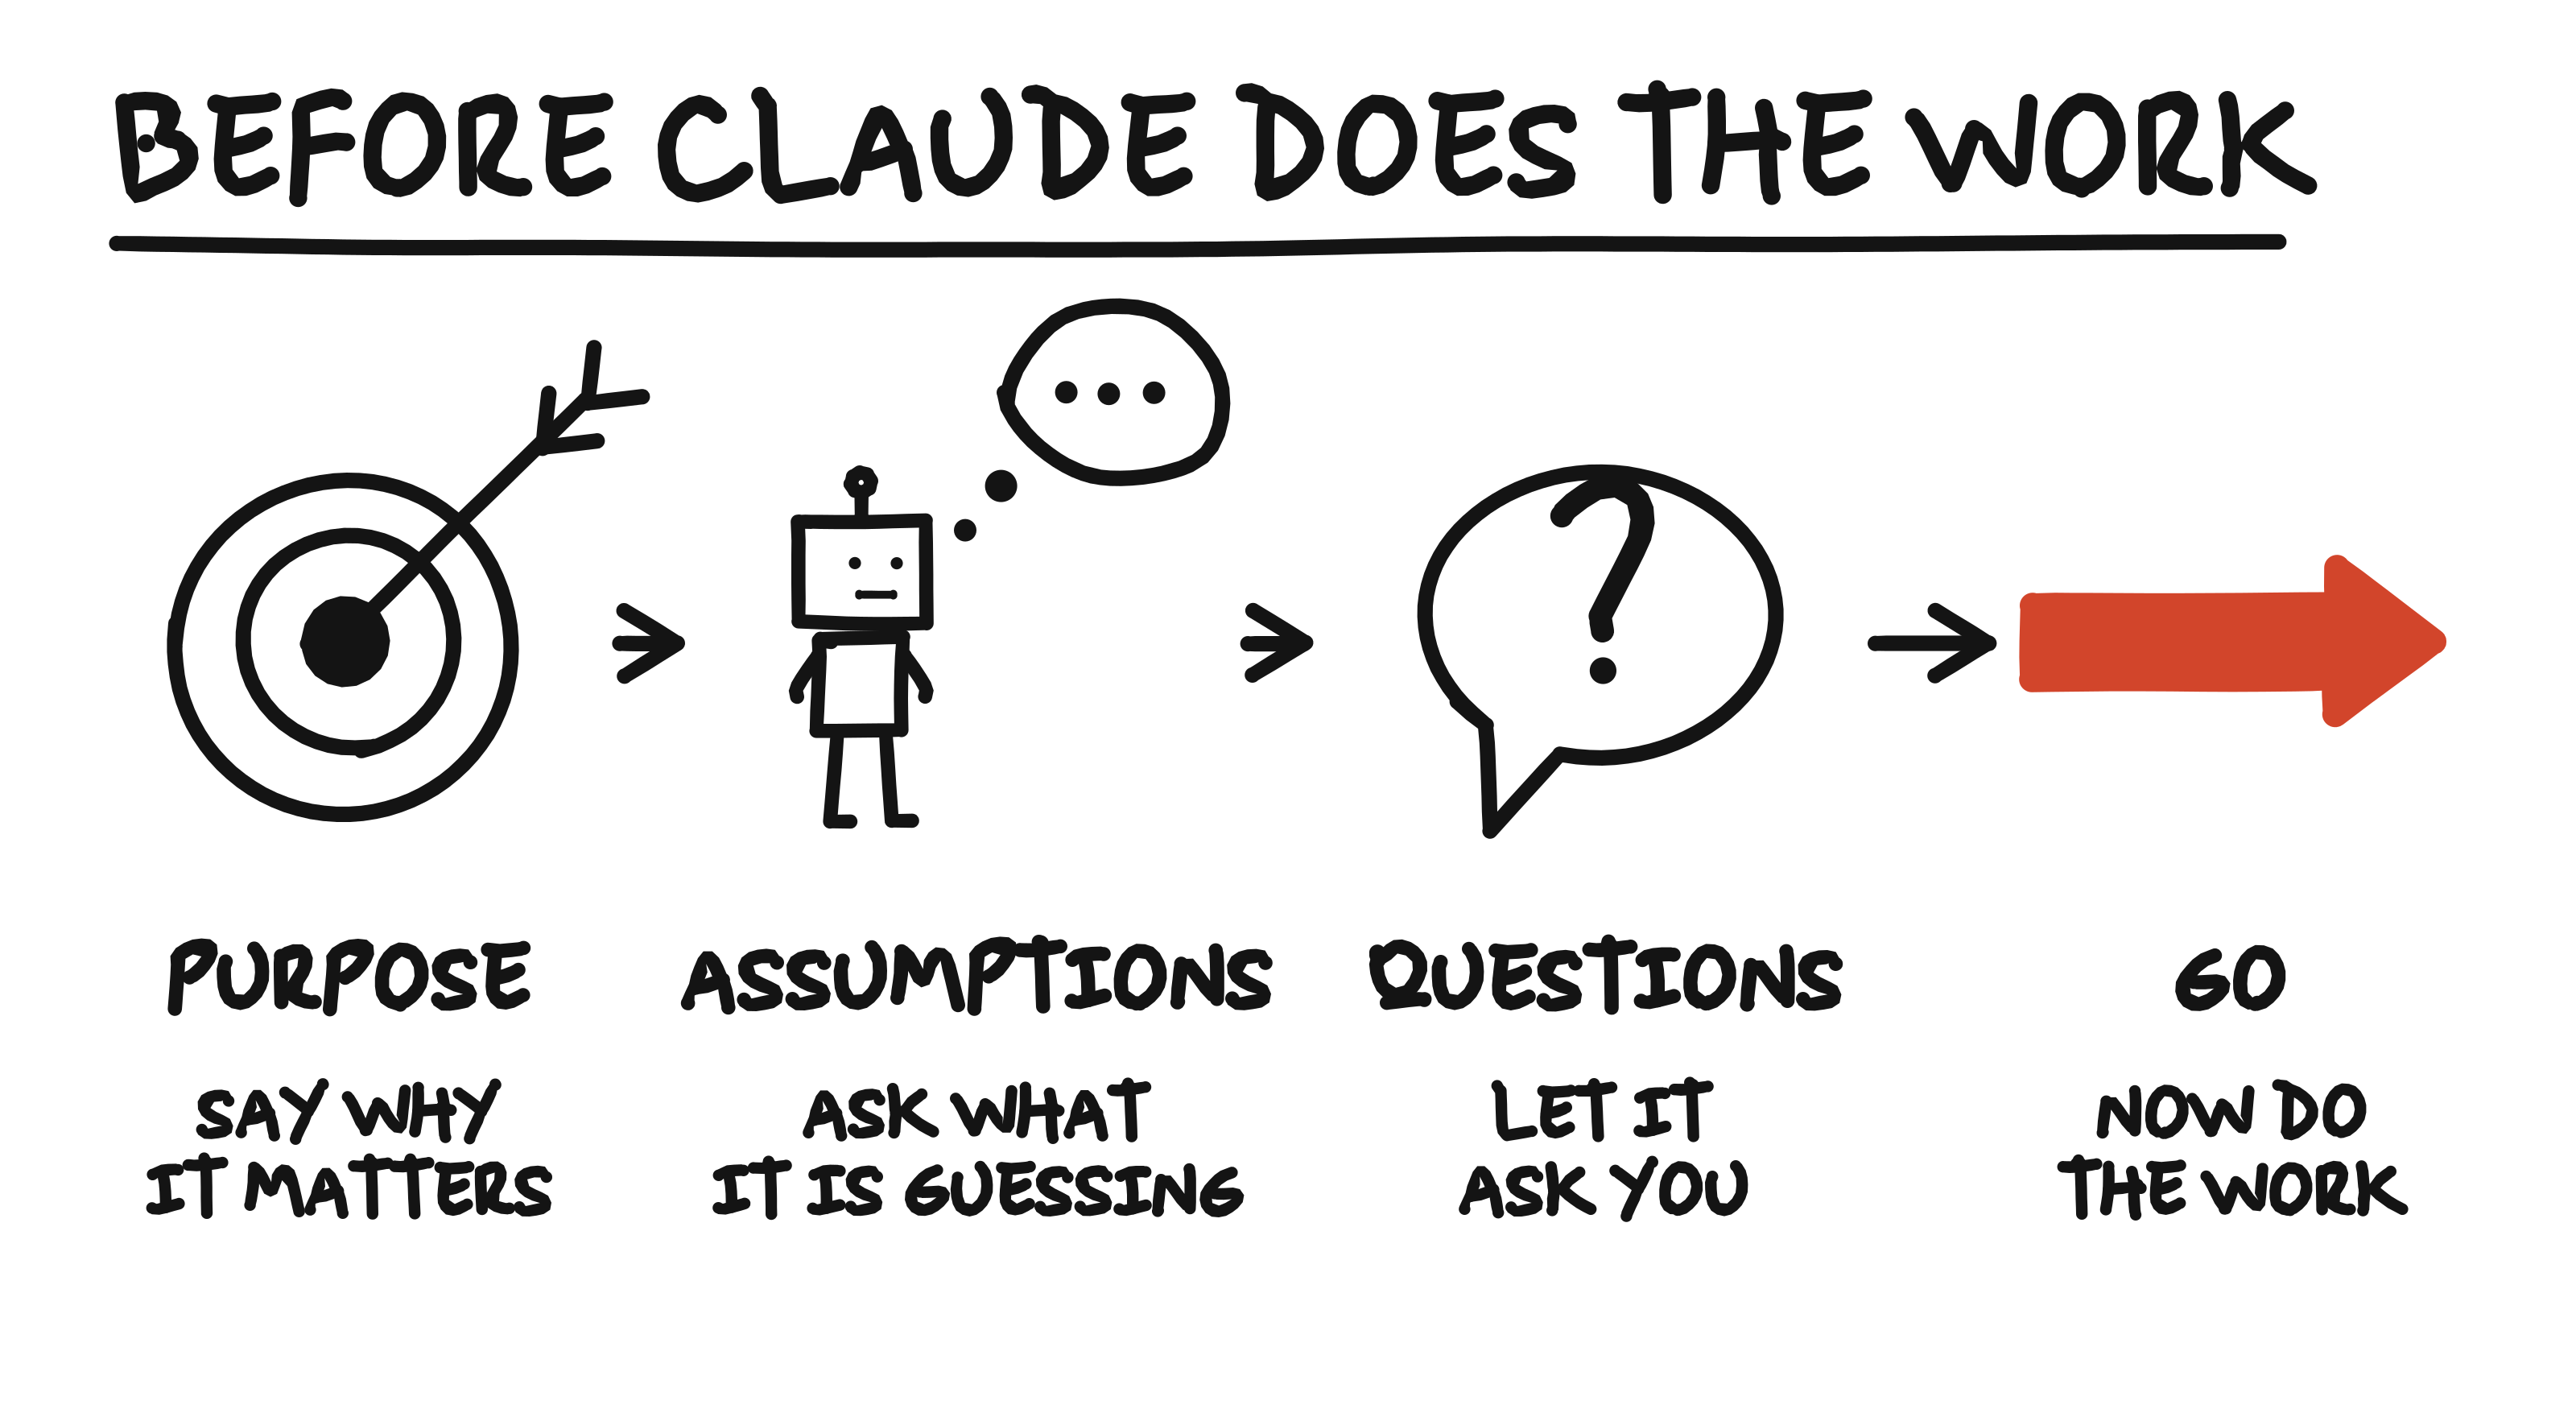 BEFORE CLAUDE DOES THE WORK
PURPOSE
SAY WHY
IT MATTERS
ASSUMPTIONS
ASK WHAT
IT IS GUESSING
QUESTIONS
LET IT
ASK YOU
GO
NOW DO
THE WORK